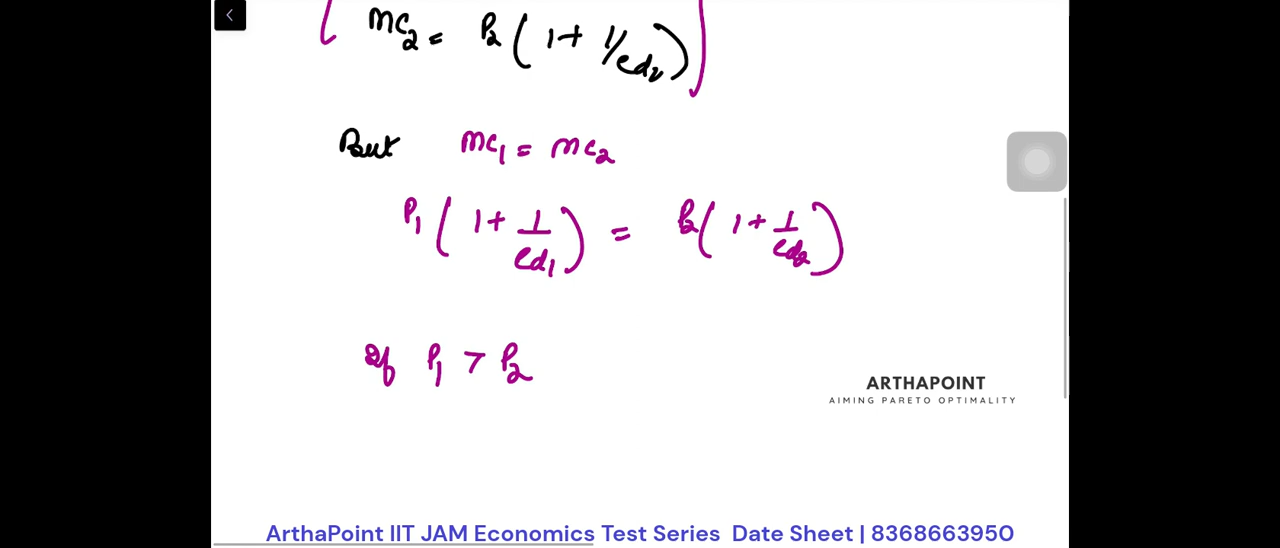 mc₂ = P₂ ( 1 + 1/ed₂ )
But mc₁ = mc₂
P₁ ( 1 + 1/ed₁ ) = P₂ ( 1 + 1/ed₂ )
If P₁ > P₂
ARTHAPOINT
AIMING PARETO OPTIMALITY
ArthaPoint IIT JAM Economics Test Series Date Sheet | 8368663950